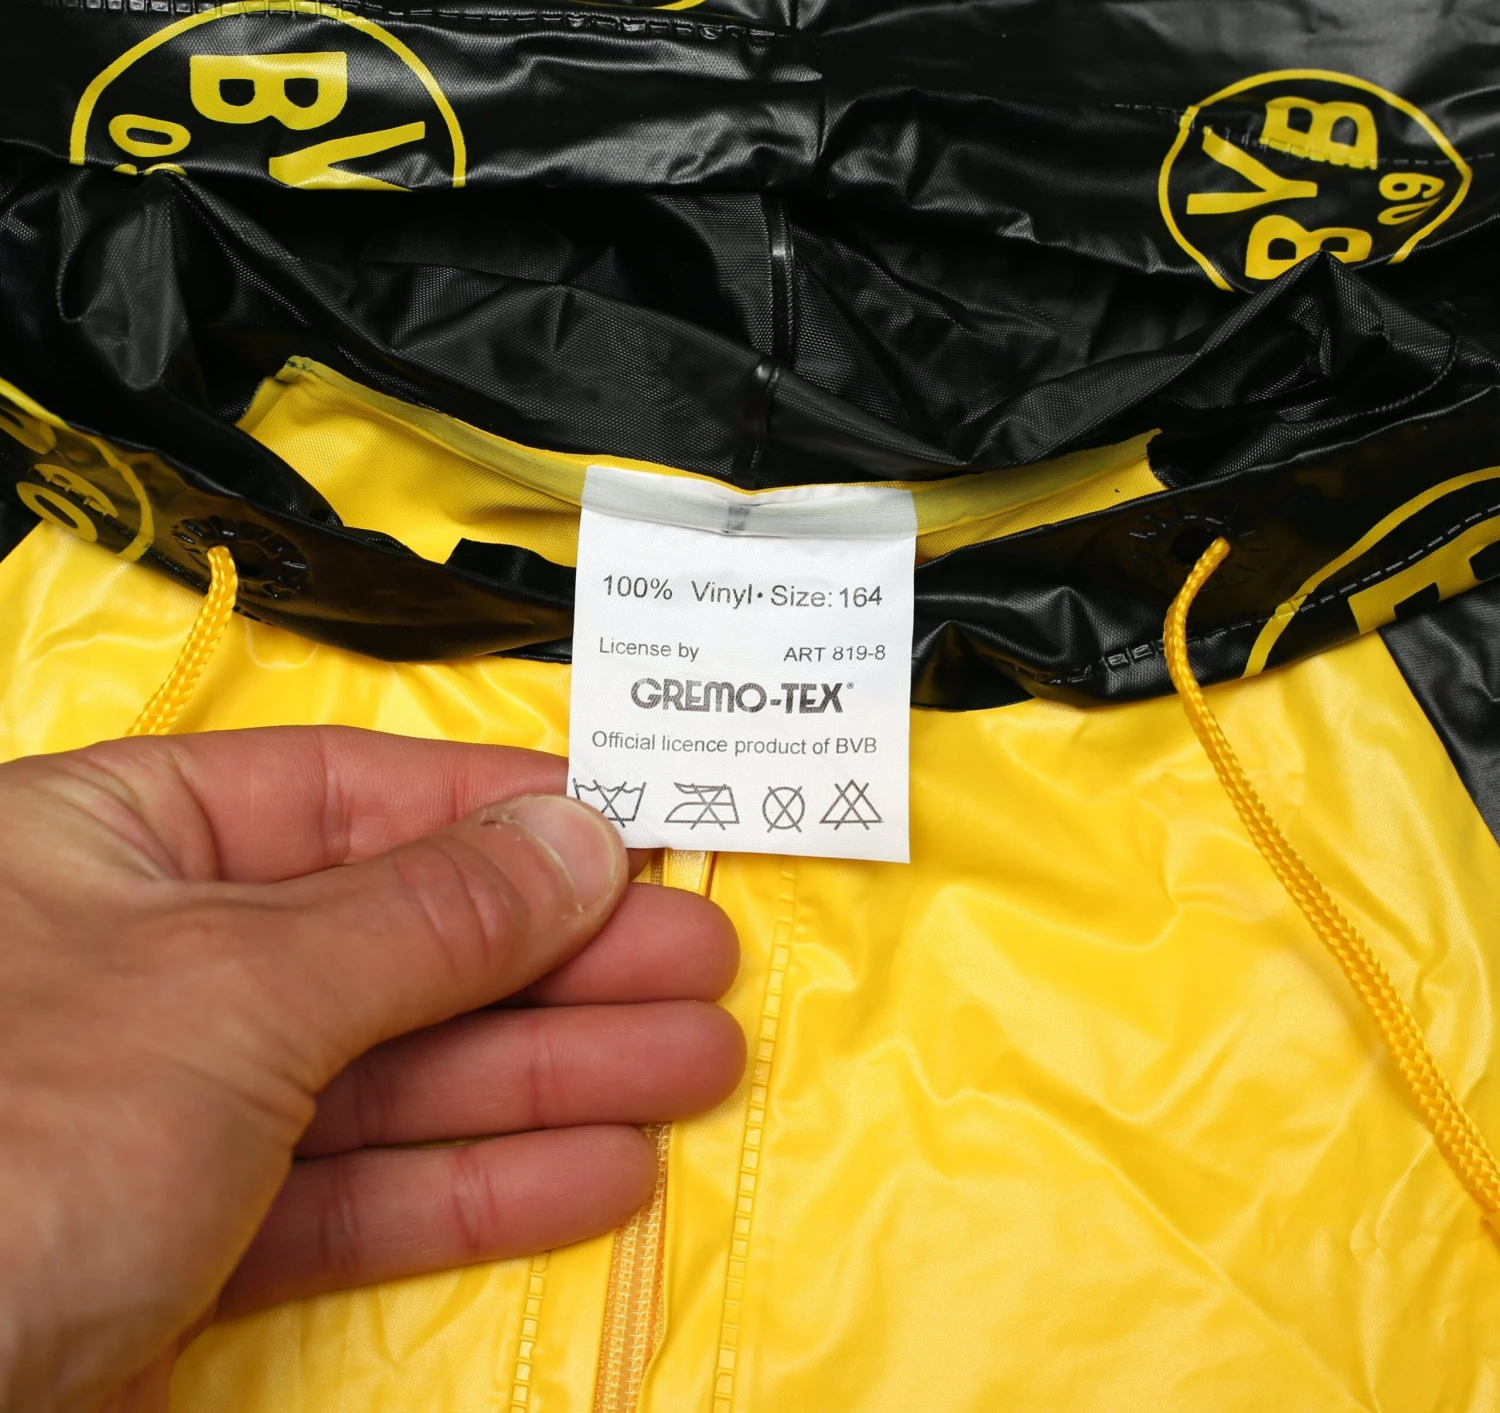 BV
09
BVB
09
100% Vinyl• Size: 164
License by ART 819-8
GREMO-TEX®
Official licence product of BVB